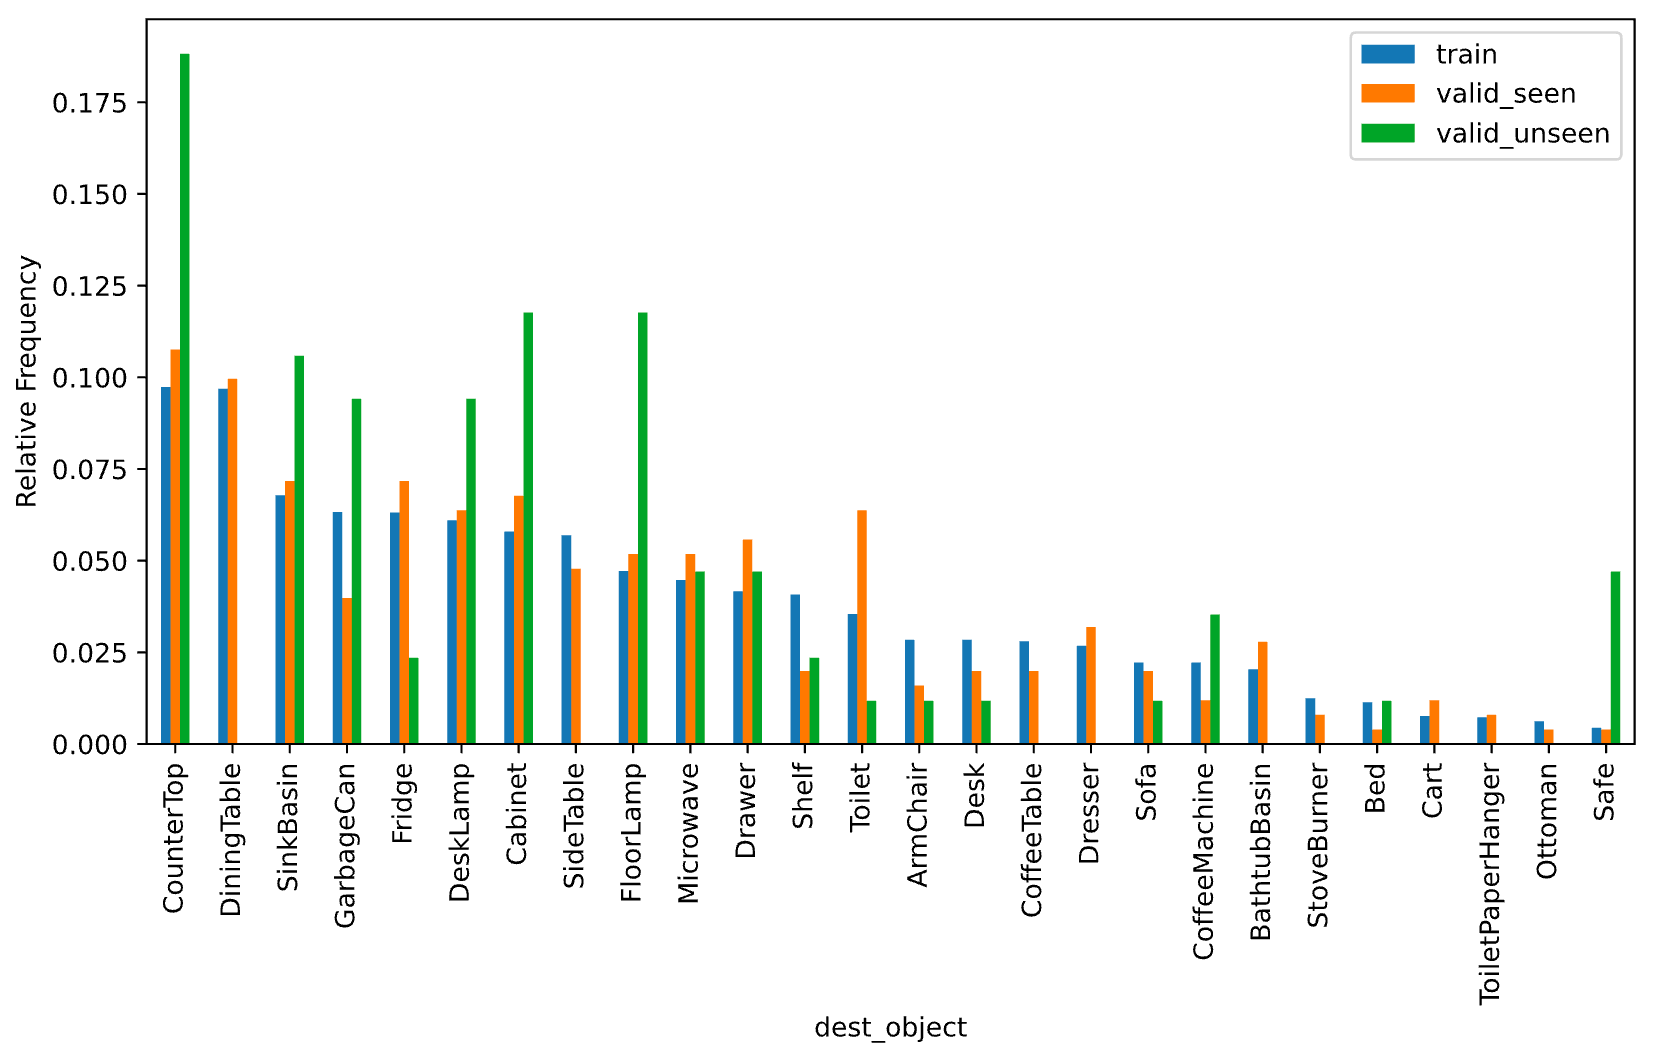 train
valid_seen
valid_unseen
Relative Frequency
0.175
0.150
0.125
0.100
0.075
0.050
0.025
0.000
CounterTop
DiningTable
SinkBasin
GarbageCan
Fridge
DeskLamp
Cabinet
SideTable
FloorLamp
Microwave
Drawer
Shelf
Toilet
ArmChair
Desk
CoffeeTable
Dresser
Sofa
CoffeeMachine
BathtubBasin
StoveBurner
Bed
Cart
ToiletPaperHanger
Ottoman
Safe
dest_object